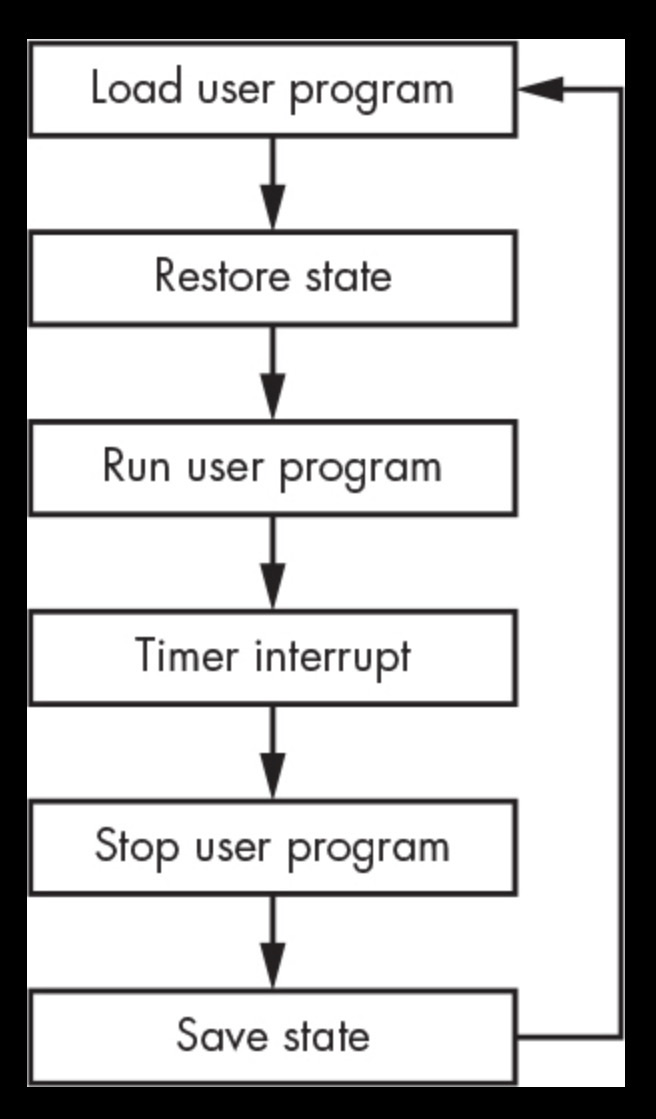 Load user program
Restore state
Run user program
Timer interrupt
Stop user program
Save state